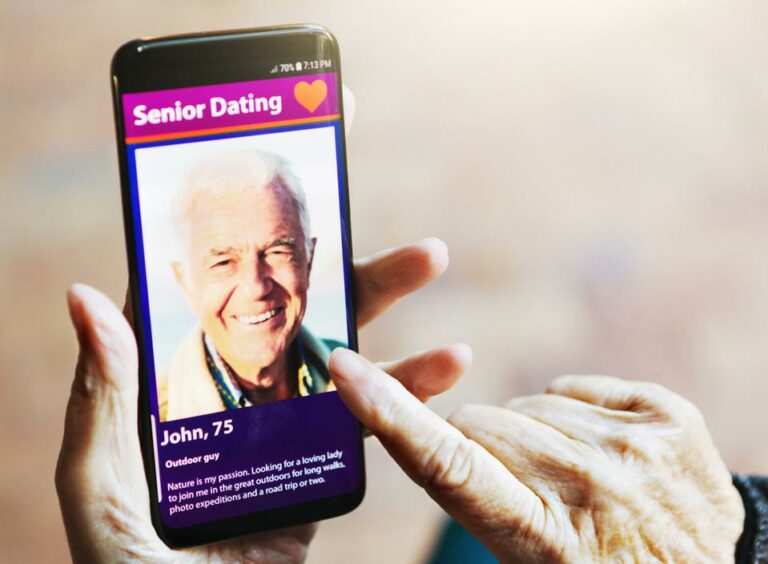 70% 7:13 PM
Senior Dating
John, 75
Outdoor guy
Nature is my passion. Looking for a loving lady
to join me in the great outdoors for long walks,
photo expeditions and a road trip or two.